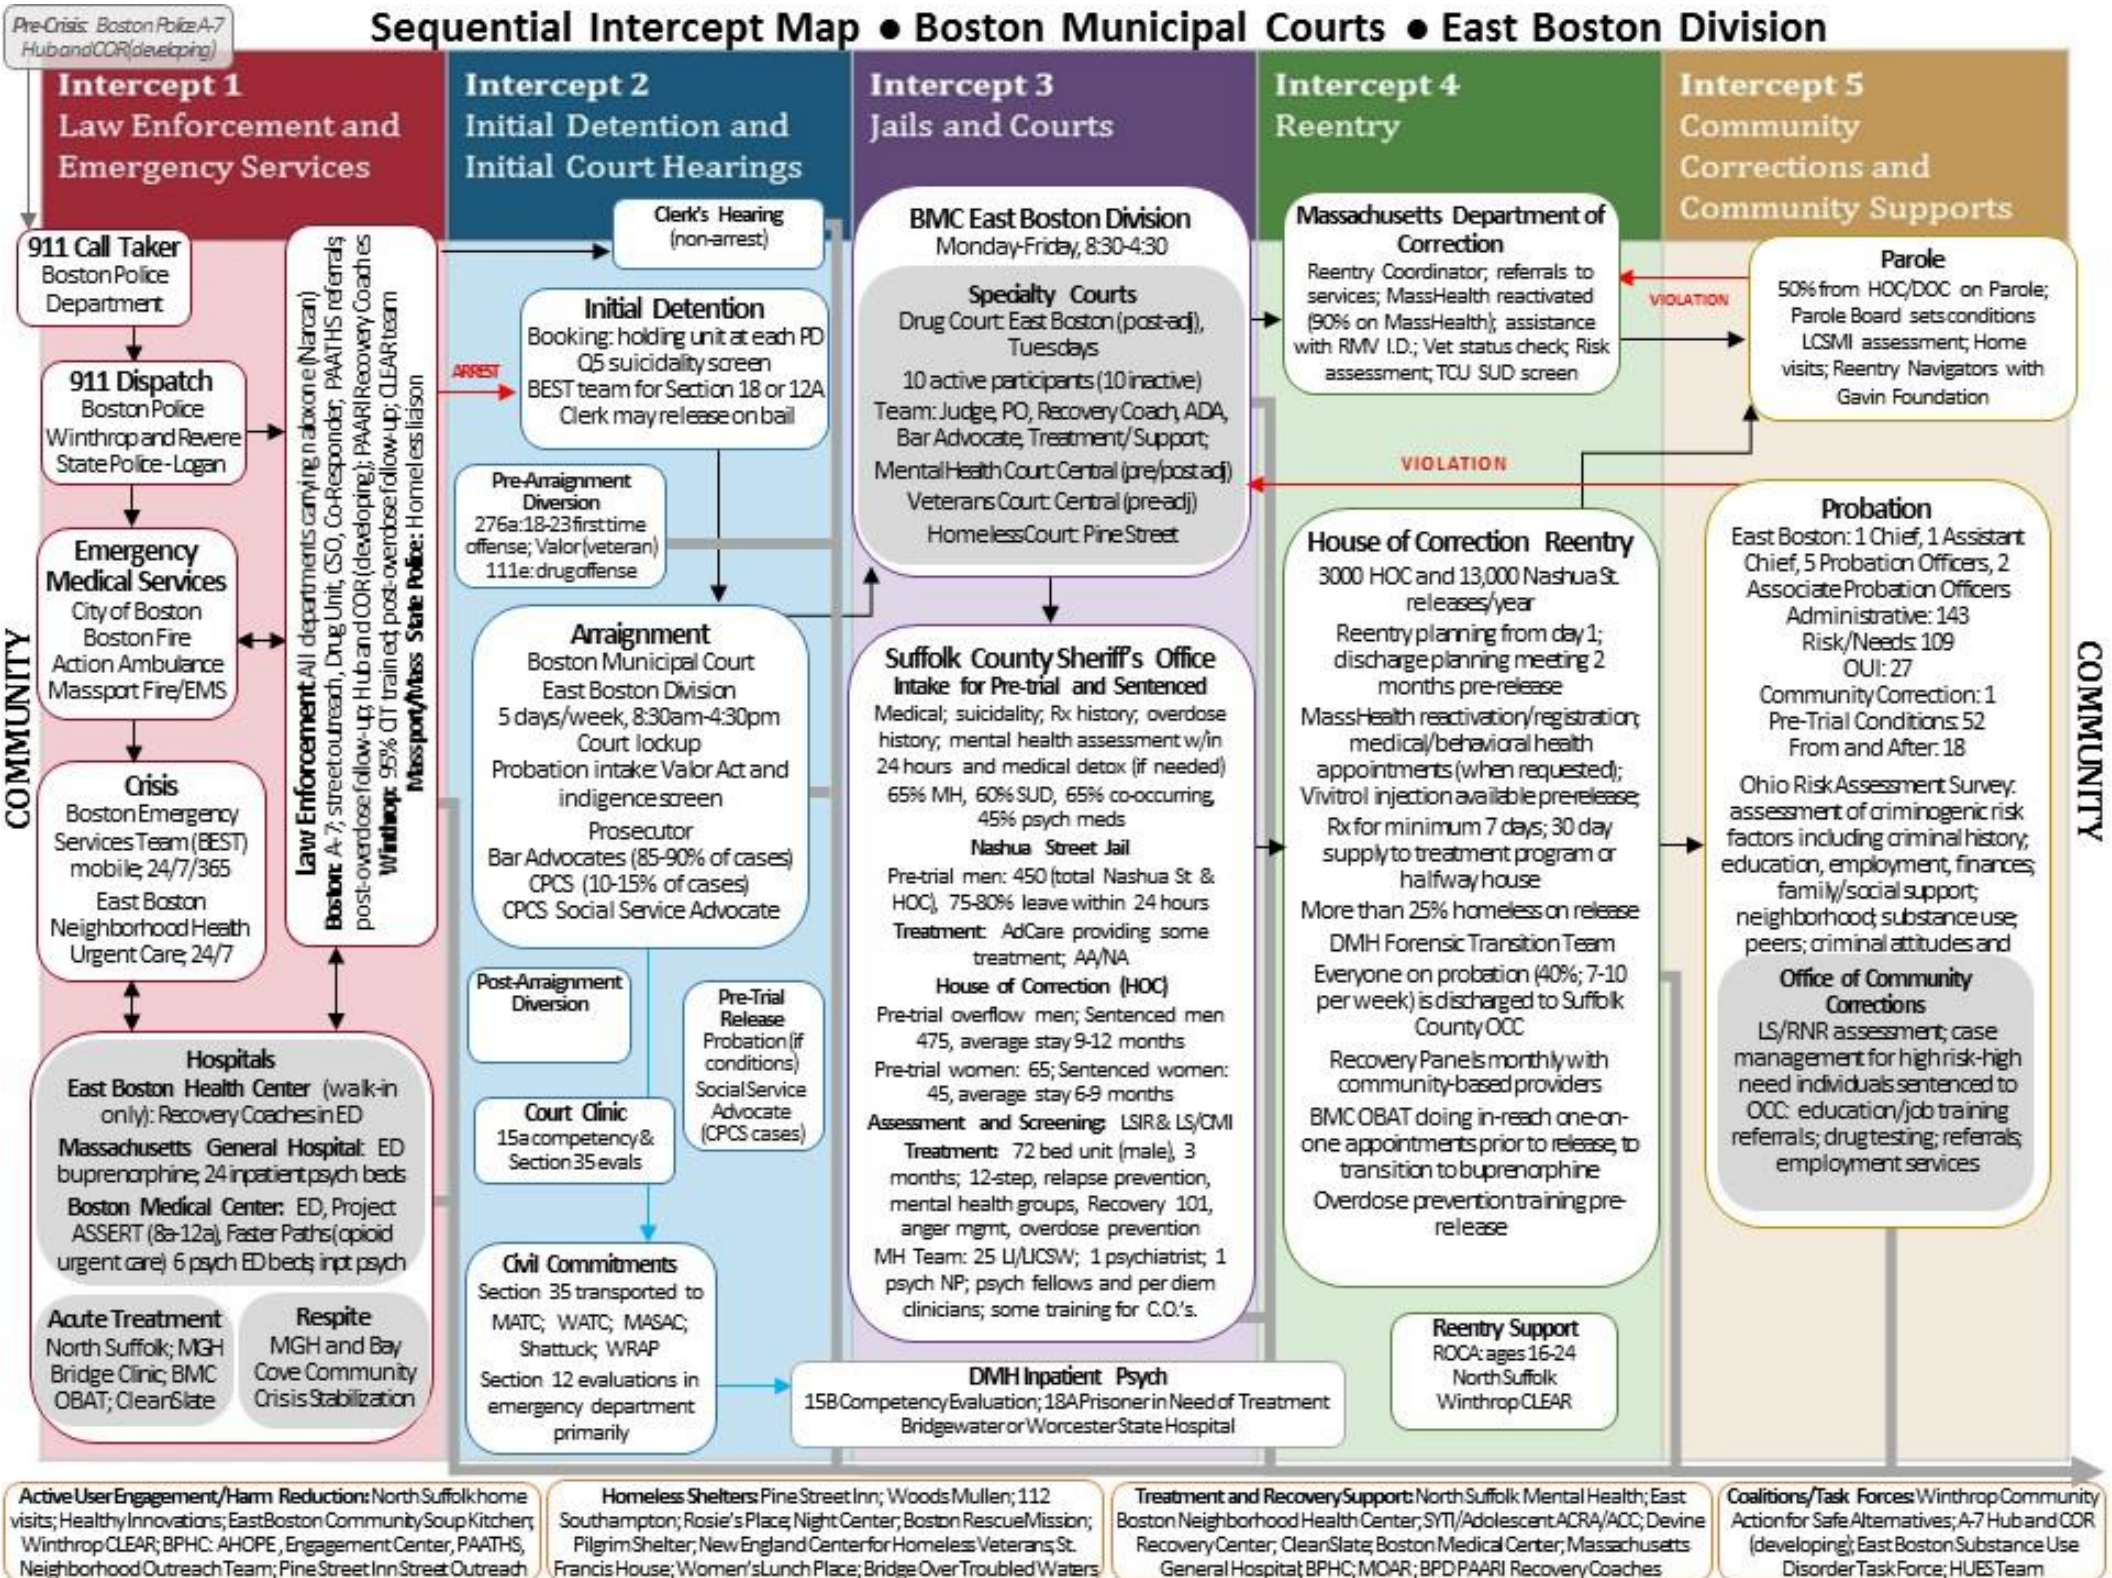 Pre-Crisis: Boston Police A-7
Hub and COR (developing)
Sequential Intercept Map ● Boston Municipal Courts ● East Boston Division
Intercept 1
Law Enforcement and
Emergency Services
Intercept 2
Initial Detention and
Initial Court Hearings
Intercept 3
Jails and Courts
Intercept 4
Reentry
Intercept 5
Community
Corrections and
Community Supports
COMMUNITY
911 Call Taker
Boston Police
Department
911 Dispatch
Boston Police
Winthrop and Revere
State Police - Logan
Emergency
Medical Services
City of Boston
Boston Fire
Action Ambulance
Massport Fire/EMS
Crisis
Boston Emergency
Services Team (BEST)
mobile; 24/7/365
East Boston
Neighborhood Health
Urgent Care; 24/7
Law Enforcement: All departments carrying naloxone (Narcan)
Boston: A-7; street outreach, Drug Unit, CSO, Co-Responder; PAATHS referrals;
post-overdose follow-up; Hub and COR (developing); PAARI Recovery Coaches
Winthrop: 95% CIT trained; post-overdose follow-up; CLEAR team
Massport/Mass State Police: Homeless liaison
Hospitals
East Boston Health Center (walk-in
only): Recovery Coaches in ED
Massachusetts General Hospital: ED
buprenorphine; 24 inpatient psych beds
Boston Medical Center: ED, Project
ASSERT (8a-12a), Faster Paths (opioid
urgent care) 6 psych ED beds; inpt psych
Acute Treatment
North Suffolk; MGH
Bridge Clinic; BMC
OBAT; CleanSlate
Respite
MGH and Bay
Cove Community
Crisis Stabilization
ARREST
Clerk's Hearing
(non-arrest)
Initial Detention
Booking: holding unit at each PD
Q5 suicidality screen
BEST team for Section 18 or 12A
Clerk may release on bail
Pre-Arraignment
Diversion
276a: 18-23 first time
offense; Valor (veteran)
111e: drug offense
Arraignment
Boston Municipal Court
East Boston Division
5 days/week, 8:30am-4:30pm
Court lockup
Probation intake: Valor Act and
indigence screen
Prosecutor
Bar Advocates (85-90% of cases)
CPCS (10-15% of cases)
CPCS Social Service Advocate
Post-Arraignment
Diversion
Pre-Trial
Release
Probation (if
conditions)
Social Service
Advocate
(CPCS cases)
Court Clinic
15a competency &
Section 35 evals
Civil Commitments
Section 35 transported to
MATC; WATC; MASAC;
Shattuck; WRAP
Section 12 evaluations in
emergency department
primarily
BMC East Boston Division
Monday-Friday, 8:30-4:30
Specialty Courts
Drug Court: East Boston (post-adj),
Tuesdays
10 active participants (10 inactive)
Team: Judge, PO, Recovery Coach, ADA,
Bar Advocate, Treatment/Support;
Mental Health Court: Central (pre/post adj)
Veterans Court: Central (pre-adj)
Homeless Court: Pine Street
Suffolk County Sheriff's Office
Intake for Pre-trial and Sentenced
Medical; suicidality; Rx history; overdose
history; mental health assessment w/in
24 hours and medical detox (if needed)
65% MH, 60% SUD, 65% co-occurring,
45% psych meds
Nashua Street Jail
Pre-trial men: 450 (total Nashua St &
HOC), 75-80% leave within 24 hours
Treatment: AdCare providing some
treatment; AA/NA
House of Correction (HOC)
Pre-trial overflow men; Sentenced men
475, average stay 9-12 months
Pre-trial women: 65; Sentenced women:
45, average stay 6-9 months
Assessment and Screening: LSIR & LS/CMI
Treatment: 72 bed unit (male), 3
months; 12-step, relapse prevention,
mental health groups, Recovery 101,
anger mgmt, overdose prevention
MH Team: 25 LI/LICSW; 1 psychiatrist; 1
psych NP; psych fellows and per diem
clinicians; some training for C.O.'s.
DMH Inpatient Psych
15B Competency Evaluation; 18A Prisoner in Need of Treatment
Bridgewater or Worcester State Hospital
Massachusetts Department of
Correction
Reentry Coordinator; referrals to
services; MassHealth reactivated
(90% on MassHealth); assistance
with RMV I.D.; Vet status check; Risk
assessment; TCU SUD screen
VIOLATION
VIOLATION
House of Correction Reentry
3000 HOC and 13,000 Nashua St.
releases/year
Reentry planning from day 1;
discharge planning meeting 2
months pre-release
MassHealth reactivation/registration;
medical/behavioral health
appointments (when requested);
Vivitrol injection available pre-release;
Rx for minimum 7 days; 30 day
supply to treatment program or
halfway house
More than 25% homeless on release
DMH Forensic Transition Team
Everyone on probation (40%; 7-10
per week) is discharged to Suffolk
County OCC
Recovery Panels monthly with
community-based providers
BMC OBAT doing in-reach one-on-
one appointments prior to release, to
transition to buprenorphine
Overdose prevention training pre-
release
Reentry Support
ROCA: ages 16-24
North Suffolk
Winthrop CLEAR
Parole
50% from HOC/DOC on Parole;
Parole Board sets conditions
LCSMI assessment; Home
visits; Reentry Navigators with
Gavin Foundation
Probation
East Boston: 1 Chief, 1 Assistant
Chief, 5 Probation Officers, 2
Associate Probation Officers
Administrative: 143
Risk/Needs: 109
OUI: 27
Community Correction: 1
Pre-Trial Conditions: 52
From and After: 18
Ohio Risk Assessment Survey:
assessment of criminogenic risk
factors including criminal history;
education, employment, finances;
family/social support;
neighborhood; substance use;
peers; criminal attitudes and
Office of Community
Corrections
LS/RNR assessment; case
management for high risk-high
need individuals sentenced to
OCC: education/job training
referrals; drug testing; referrals;
employment services
COMMUNITY
Active User Engagement/Harm Reduction: North Suffolk home
visits; Healthy Innovations; East Boston Community Soup Kitchen;
Winthrop CLEAR; BPHC: AHOPE, Engagement Center, PAATHS,
Neighborhood Outreach Team; Pine Street Inn Street Outreach
Homeless Shelters: Pine Street Inn; Woods Mullen; 112
Southampton; Rosie's Place; Night Center; Boston Rescue Mission;
Pilgrim Shelter; New England Center for Homeless Veterans; St.
Francis House; Women's Lunch Place; Bridge Over Troubled Waters
Treatment and Recovery Support: North Suffolk Mental Health; East
Boston Neighborhood Health Center; SYTI/Adolescent ACRA/ACC; Devine
Recovery Center; CleanSlate; Boston Medical Center; Massachusetts
General Hospital; BPHC; MOAR; BPD PAARI Recovery Coaches
Coalitions/Task Forces: Winthrop Community
Action for Safe Alternatives; A-7 Hub and COR
(developing); East Boston Substance Use
Disorder Task Force; HUES Team